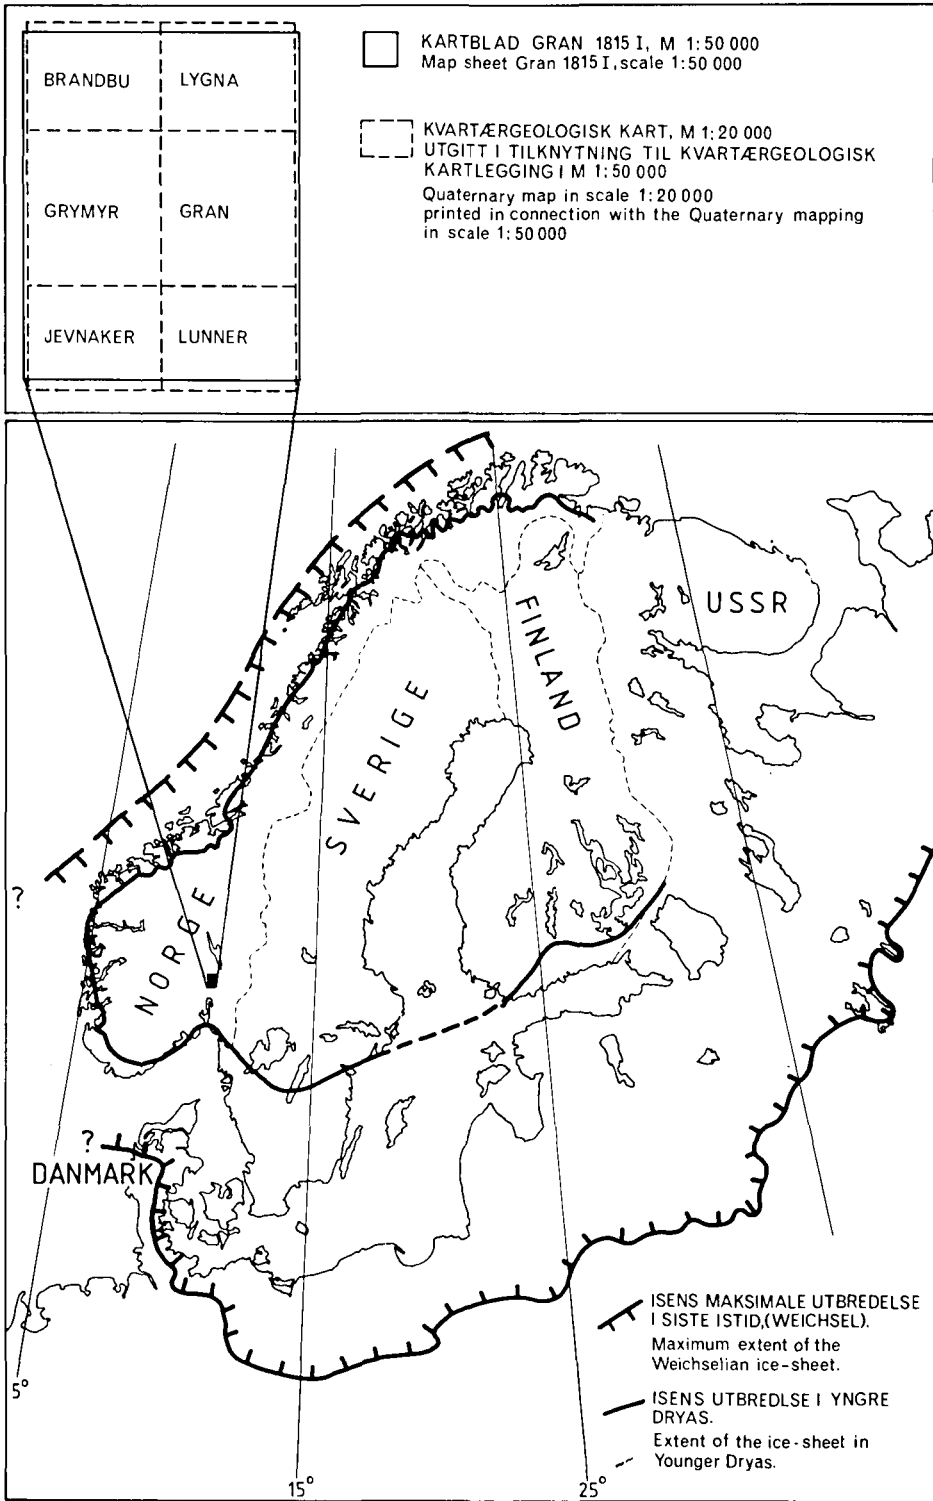 BRANDBU LYGNA
GRYMYR GRAN
JEVNAKER LUNNER
KARTBLAD GRAN 1815 I, M 1:50 000
Map sheet Gran 1815 I, scale 1:50 000
KVARTÆRGEOLOGISK KART, M 1:20 000
UTGITT I TILKNYTNING TIL KVARTÆRGEOLOGISK
KARTLEGGING I M 1:50 000
Quaternary map in scale 1:20 000
printed in connection with the Quaternary mapping
in scale 1:50 000
USSR
FINLAND
SVERIGE
NORGE
?
?
DANMARK
ISENS MAKSIMALE UTBREDELSE
I SISTE ISTID,(WEICHSEL).
Maximum extent of the
Weichselian ice-sheet.
ISENS UTBREDLSE I YNGRE
DRYAS.
Extent of the ice-sheet in
Younger Dryas.
5°
15°
25°